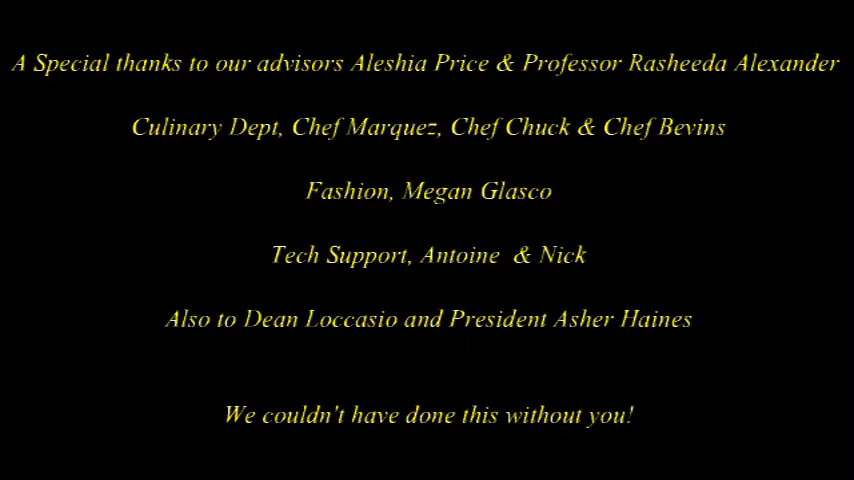 A Special thanks to our advisors Aleshia Price & Professor Rasheeda Alexander
Culinary Dept, Chef Marquez, Chef Chuck & Chef Bevins
Fashion, Megan Glasco
Tech Support, Antoine & Nick
Also to Dean Loccasio and President Asher Haines
We couldn't have done this without you!